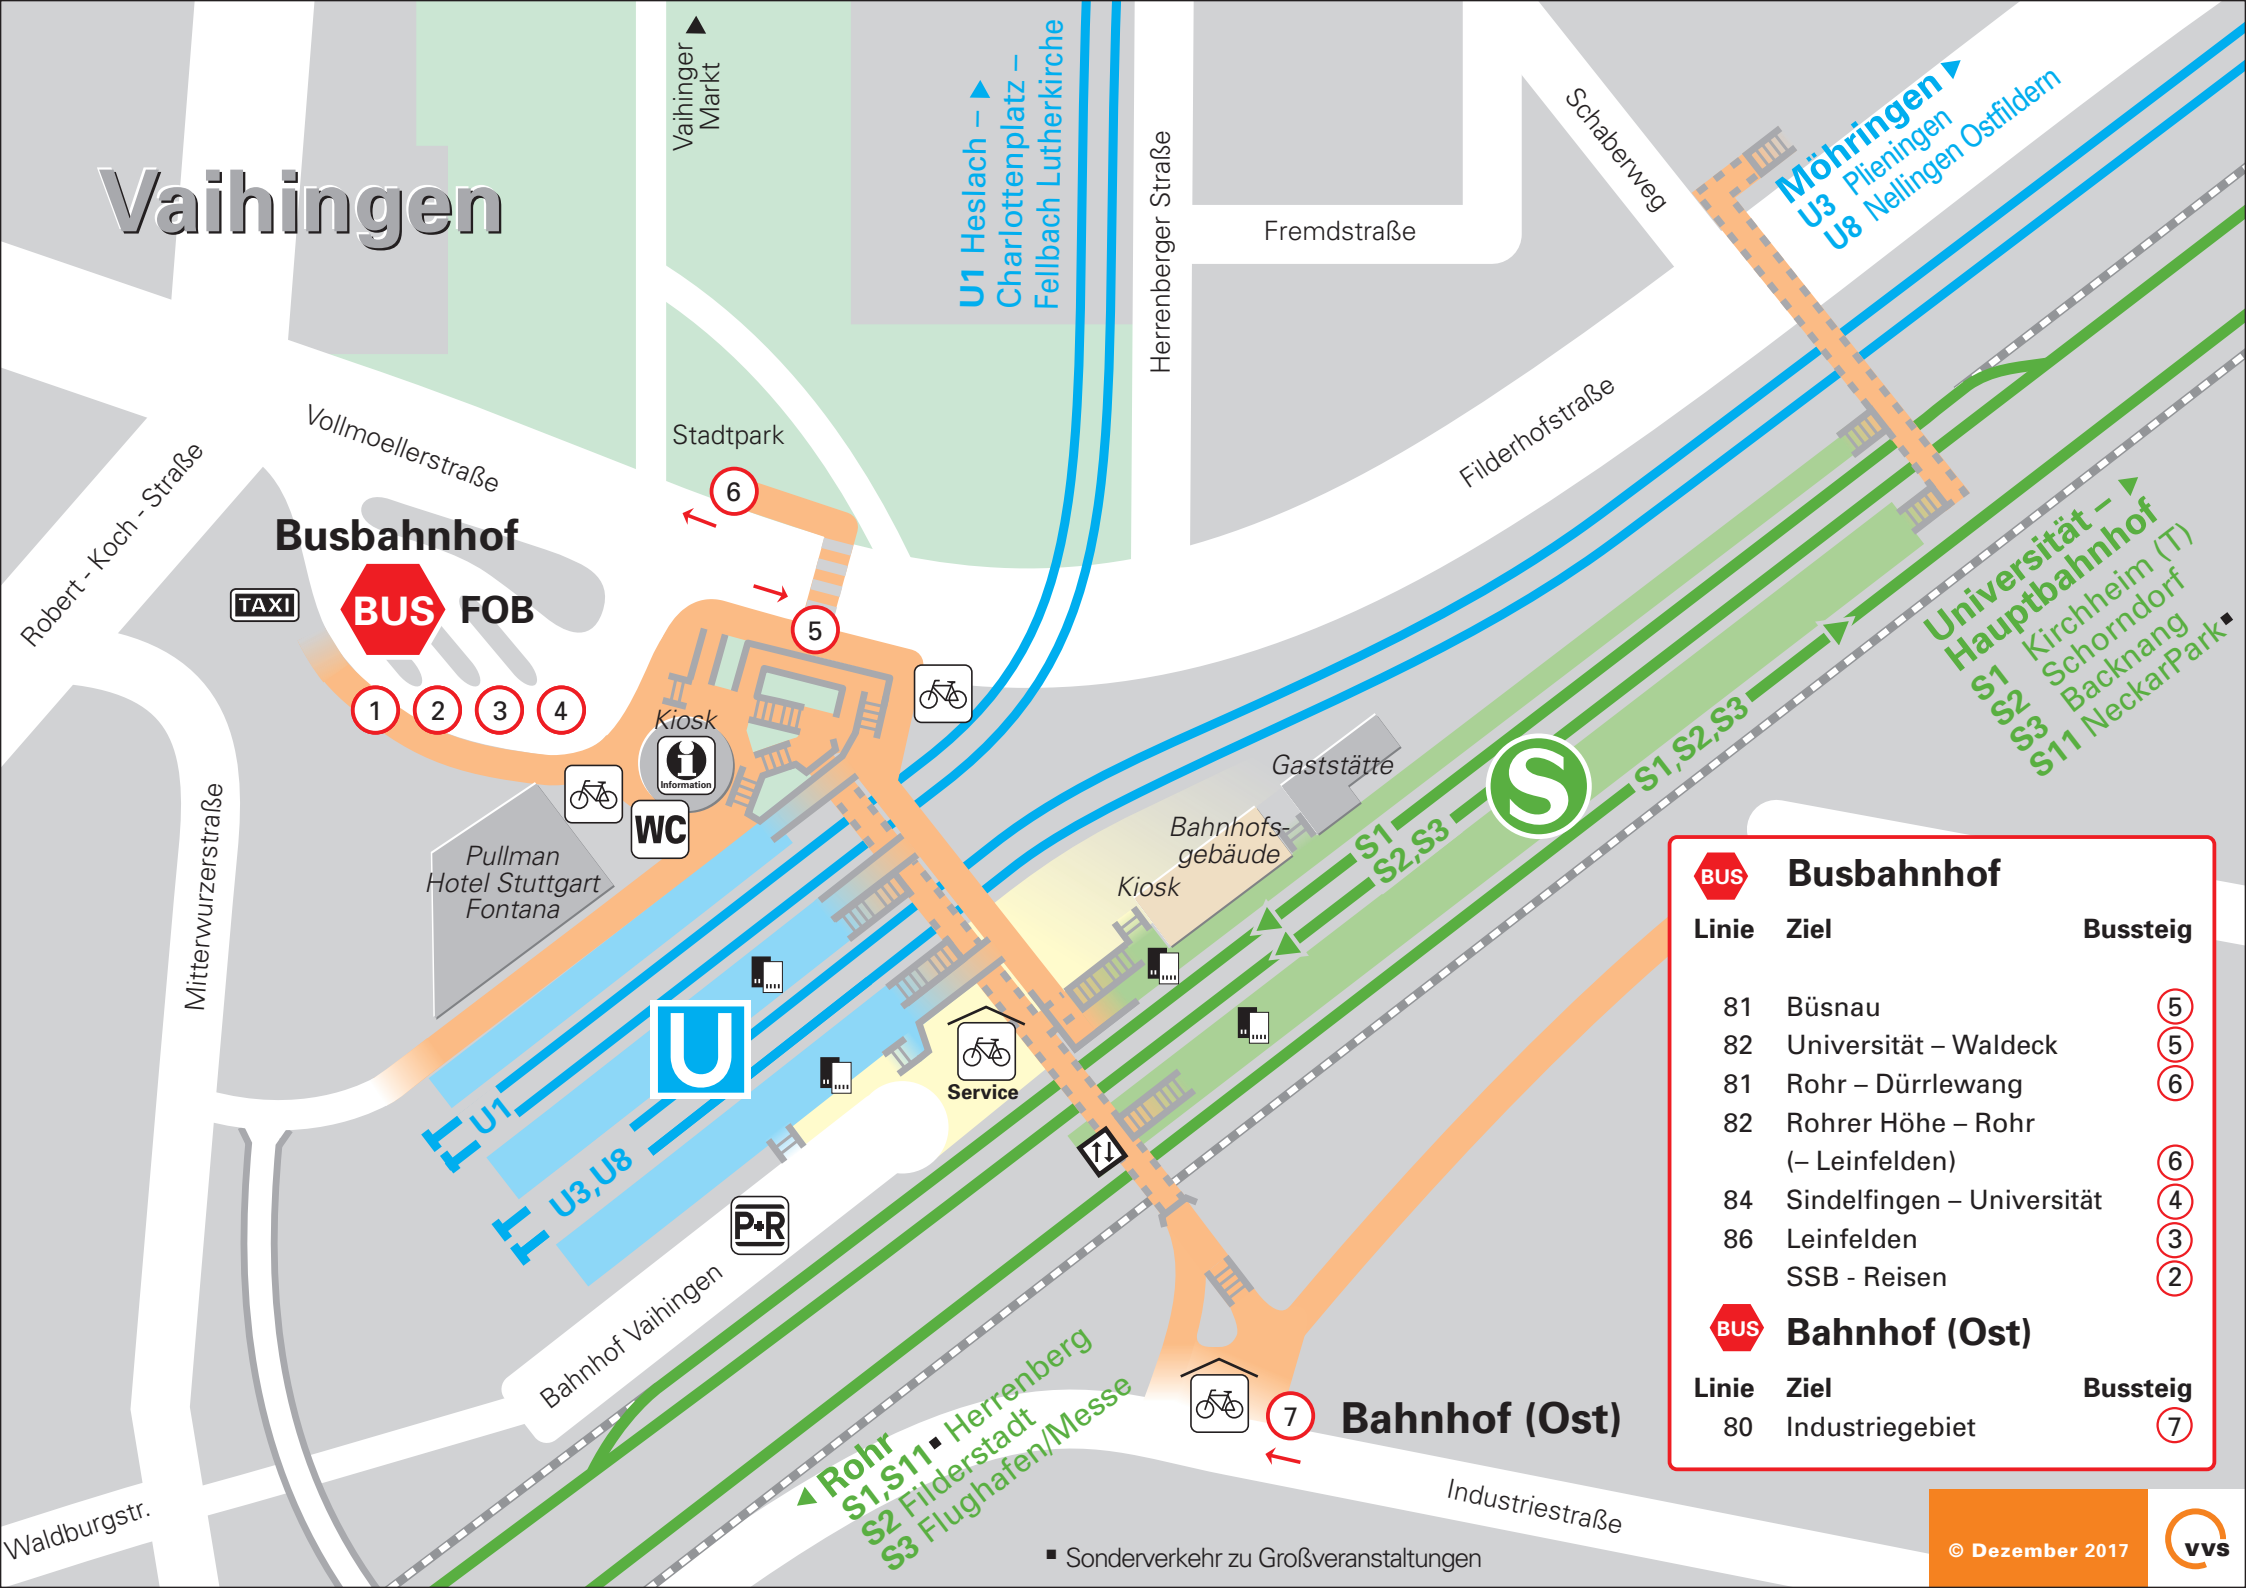 Vaihingen
Vaihinger
Markt
U1 Heslach –
Charlottenplatz –
Fellbach Lutherkirche
Herrenberger Straße
Fremdstraße
Schaberweg
Möhringen
U3 Plieningen
U8 Nellingen Ostfildern
Filderhofstraße
Robert - Koch - Straße
Vollmoellerstraße
Stadtpark
6
5
Busbahnhof
TAXI
BUS FOB
1
2
3
4
Kiosk
i
Information
WC
Pullman
Hotel Stuttgart
Fontana
Mitterwurzerstraße
Gaststätte
Bahnhofs-
gebäude
Kiosk
S1
S2,S3
S
S1,S2,S3
Universität –
Hauptbahnhof
S1 Kirchheim (T)
S2 Schorndorf
S3 Backnang
S11 NeckarPark▪
U
U1
U3,U8
Service
P+R
Bahnhof Vaihingen
Waldburgstr.
Rohr
S1,S11▪ Herrenberg
S2 Filderstadt
S3 Flughafen/Messe
7
Bahnhof (Ost)
Industriestraße
▪ Sonderverkehr zu Großveranstaltungen
BUS Busbahnhof
Linie Ziel Bussteig
81 Büsnau 5
82 Universität – Waldeck 5
81 Rohr – Dürrlewang 6
82 Rohrer Höhe – Rohr
(– Leinfelden) 6
84 Sindelfingen – Universität 4
86 Leinfelden 3
SSB - Reisen 2
BUS Bahnhof (Ost)
Linie Ziel Bussteig
80 Industriegebiet 7
© Dezember 2017
vvs